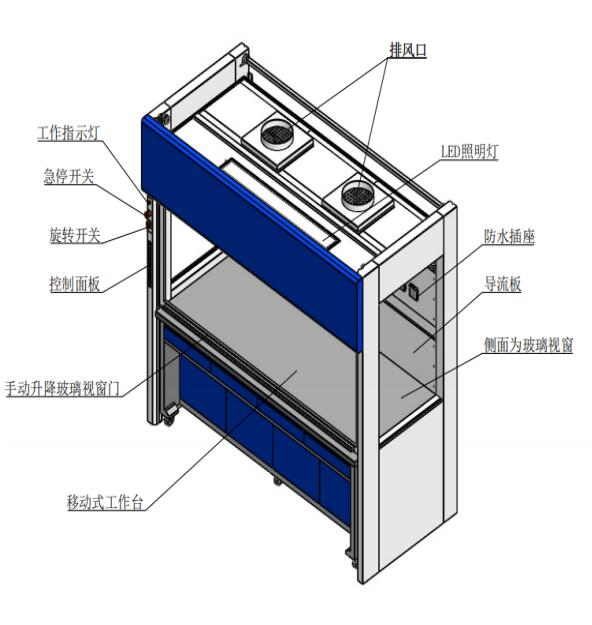 排风口
工作指示灯
LED照明灯
急停开关
旋转开关
防水插座
控制面板
导流板
侧面为玻璃视窗
手动升降玻璃视窗门
移动式工作台